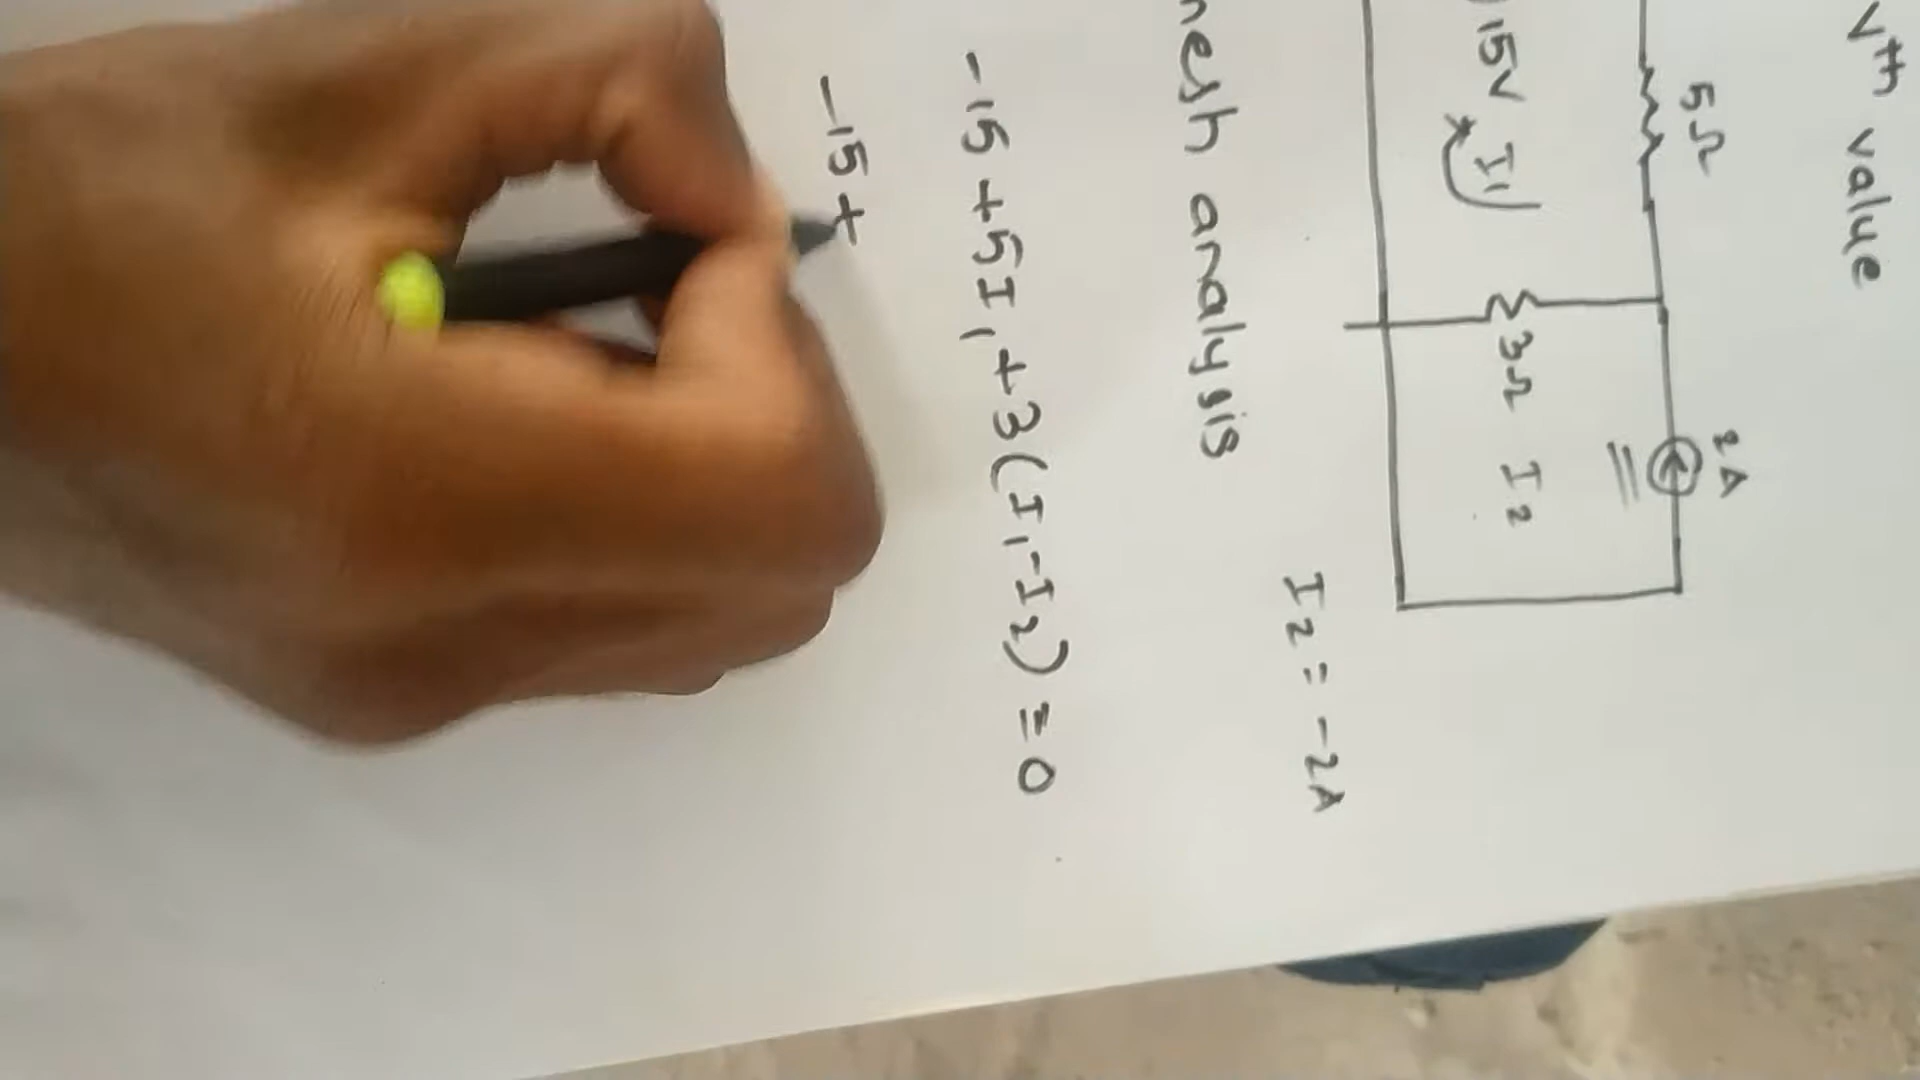 Vth value
5Ω
2A
15V I1
3Ω I2
I2 = -2A
mesh analysis
-15 + 5I1 + 3(I1 - I2) = 0
-15 +